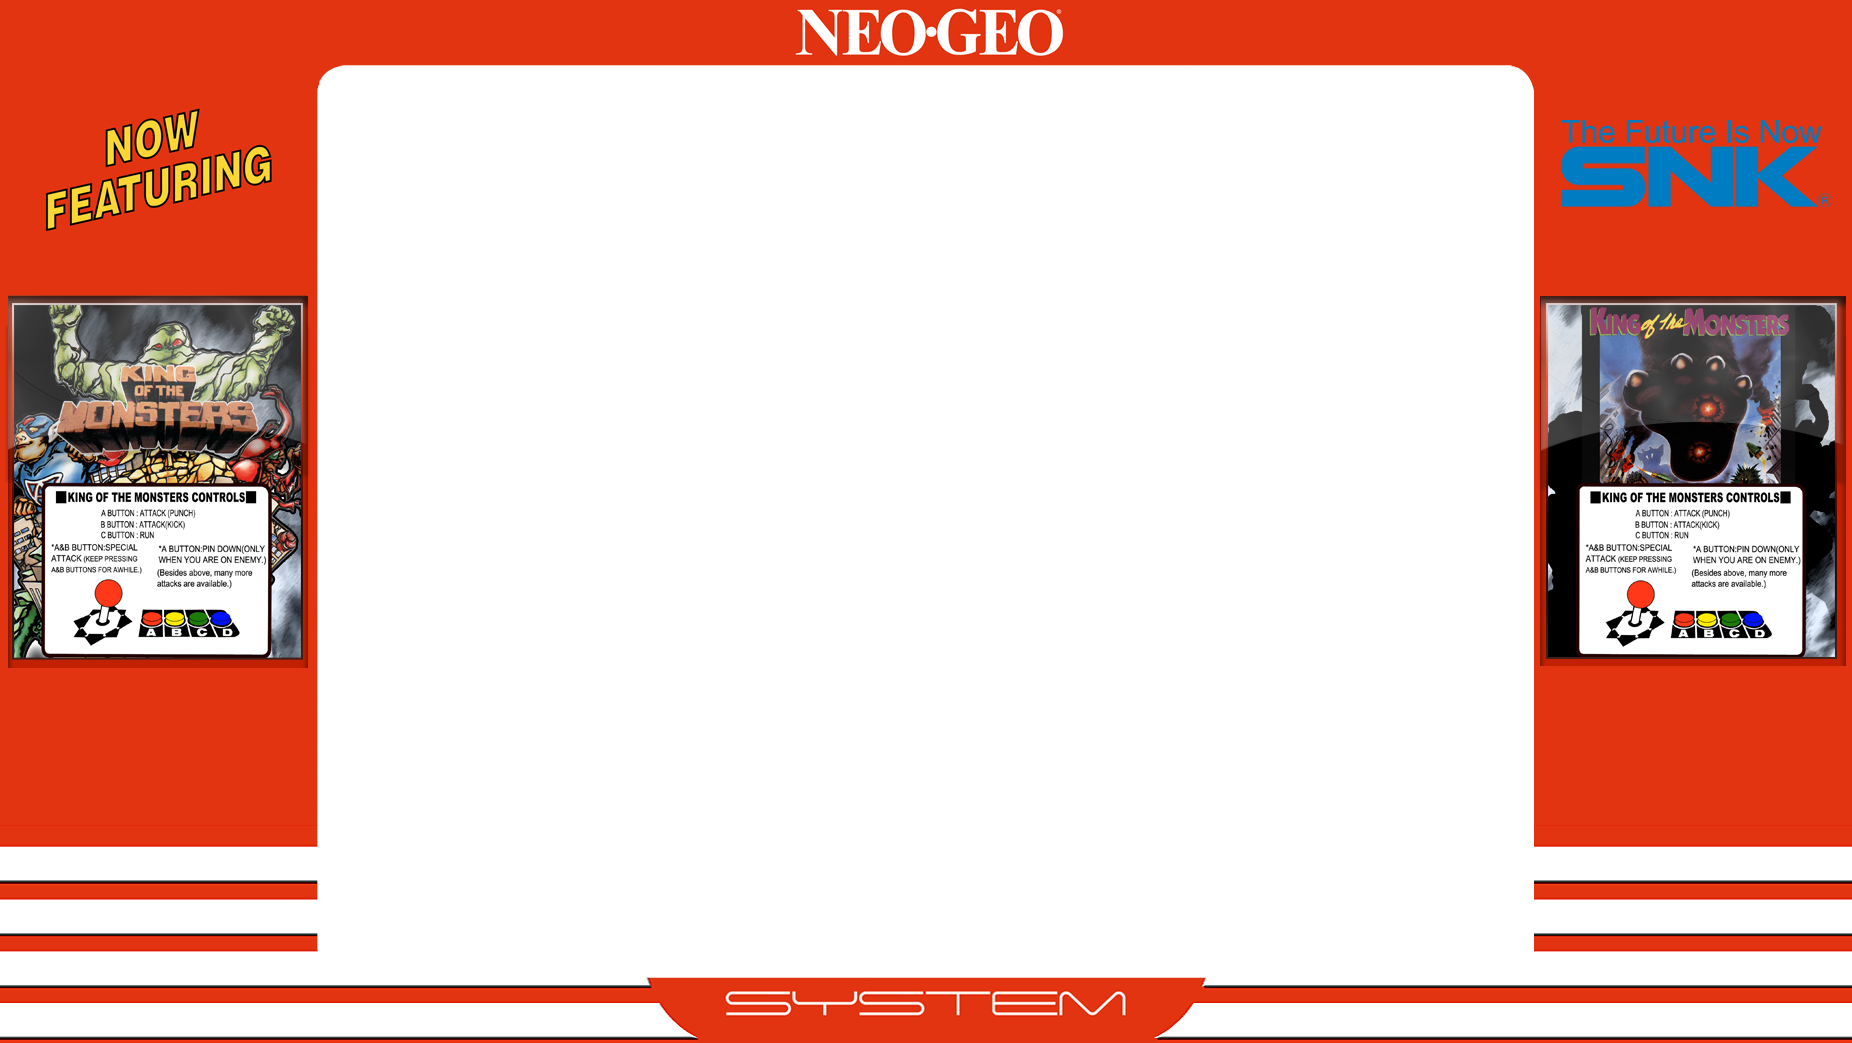 NEO•GEO®
NOW
FEATURING
The Future Is Now
SNK®
KING
OF THE
MONSTERS
■KING OF THE MONSTERS CONTROLS■
A BUTTON : ATTACK (PUNCH)
B BUTTON : ATTACK(KICK)
C BUTTON : RUN
*A&B BUTTON:SPECIAL
ATTACK (KEEP PRESSING
A&B BUTTONS FOR AWHILE.)
*A BUTTON:PIN DOWN(ONLY
WHEN YOU ARE ON ENEMY.)
(Besides above, many more
attacks are available.)
A B C D
KING of the MONSTERS
■KING OF THE MONSTERS CONTROLS■
A BUTTON : ATTACK (PUNCH)
B BUTTON : ATTACK(KICK)
C BUTTON : RUN
*A&B BUTTON:SPECIAL
ATTACK (KEEP PRESSING
A&B BUTTONS FOR AWHILE.)
*A BUTTON:PIN DOWN(ONLY
WHEN YOU ARE ON ENEMY.)
(Besides above, many more
attacks are available.)
A B C D
SYSTEM